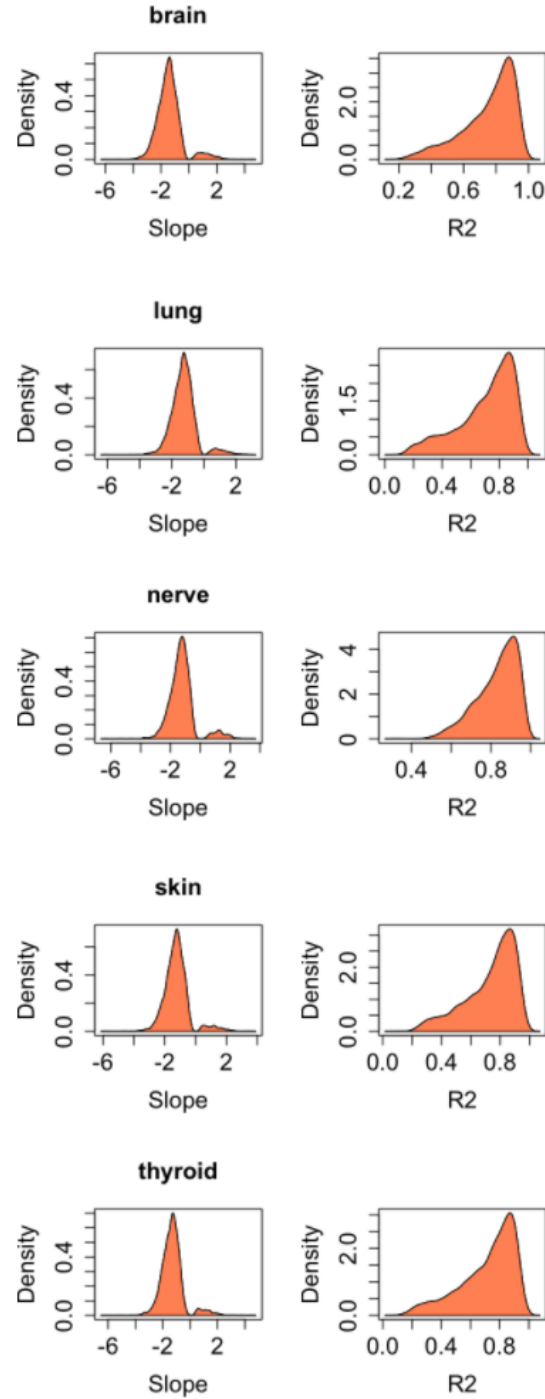 brain
Density
0.0 0.4
-6 -2 2
Slope
Density
0.0 2.0
0.2 0.6 1.0
R2
lung
Density
0.0 0.4
-6 -2 2
Slope
Density
0.0 1.5
0.0 0.4 0.8
R2
nerve
Density
0.0 0.4
-6 -2 2
Slope
Density
0 2 4
0.4 0.8
R2
skin
Density
0.0 0.4
-6 -2 2
Slope
Density
0.0 2.0
0.0 0.4 0.8
R2
thyroid
Density
0.0 0.4
-6 -2 2
Slope
Density
0.0 2.0
0.0 0.4 0.8
R2